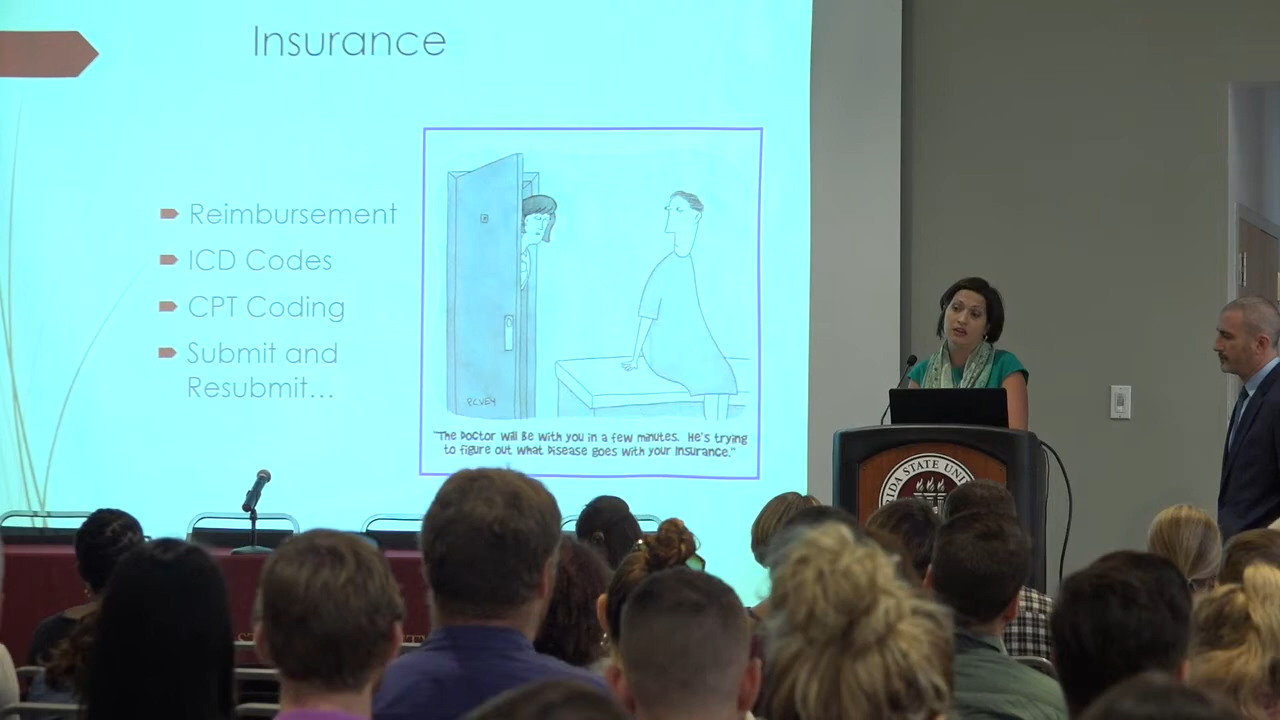 Insurance
Reimbursement
ICD Codes
CPT Coding
Submit and
Resubmit...
P.C. VEY
"The Doctor will be with you in a few minutes. He's trying
to figure out what disease goes with your insurance."
IDA STATE UNI